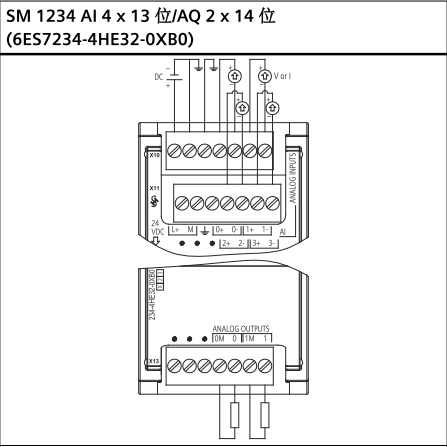 SM 1234 AI 4 x 13 位/AQ 2 x 14 位
(6ES7234-4HE32-0XB0)
DC
V or I
X10
X11
ANALOG INPUTS
24
VDC
L+ M 0+ 0- 1+ 1- AI
2+ 2- 3+ 3-
234-4HE32-0XB0
ANALOG OUTPUTS
0M 0 1M 1
X13